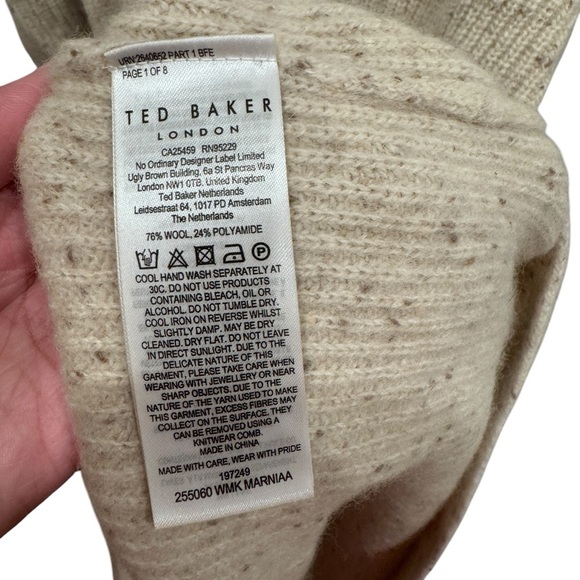 URN:2640652 PART 1 BFE
PAGE 1 OF 8
TED BAKER
LONDON
CA25459 RN95229
No Ordinary Designer Label Limited
Ugly Brown Building, 6a St Pancras Way
London NW1 0TB. United Kingdom
Ted Baker Netherlands
Leidsestraat 64, 1017 PD Amsterdam
The Netherlands
76% WOOL, 24% POLYAMIDE
COOL HAND WASH SEPARATELY AT
30C. DO NOT USE PRODUCTS
CONTAINING BLEACH, OIL OR
ALCOHOL. DO NOT TUMBLE DRY.
COOL IRON ON REVERSE WHILST
SLIGHTLY DAMP. MAY BE DRY
CLEANED. DRY FLAT. DO NOT LEAVE
IN DIRECT SUNLIGHT. DUE TO THE
DELICATE NATURE OF THIS
GARMENT, PLEASE TAKE CARE WHEN
WEARING WITH JEWELLERY OR NEAR
SHARP OBJECTS. DUE TO THE
NATURE OF THE YARN USED TO MAKE
THIS GARMENT, EXCESS FIBRES MAY
COLLECT ON THE SURFACE. THEY
CAN BE REMOVED USING A
KNITWEAR COMB.
MADE IN CHINA
MADE WITH CARE, WEAR WITH PRIDE
197249
255060 WMK MARNIAA